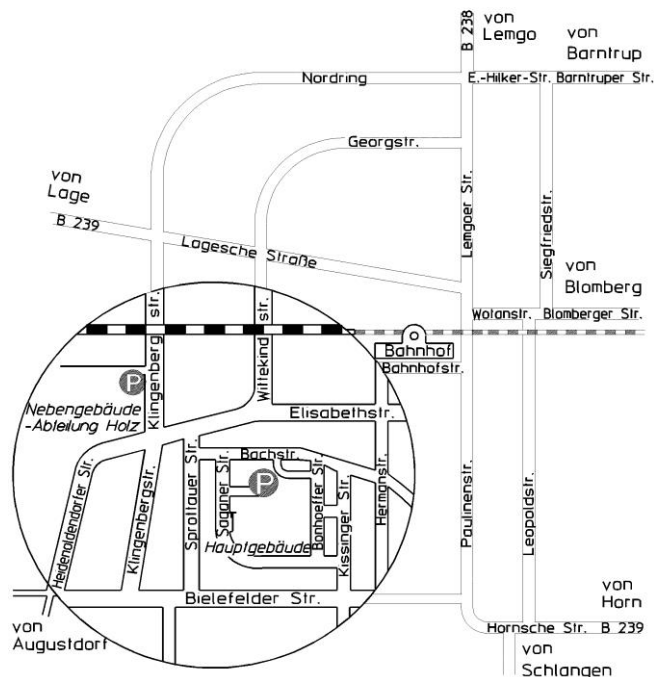 von
Lemgo
B 238
von
Barntrup
Nordring
E.-Hilker-Str.
Barntruper Str.
Georgstr.
von
Lage
B 239
Lagesche Straße
Lemgoer Str.
Siegfriedstr.
von
Blomberg
Wotanstr.
Blomberger Str.
Klingenberg str.
Wittekind str.
Bahnhof
Bahnhofstr.
P
Nebengebäude
-Abteilung Holz
Elisabethstr.
Bachstr.
P
Heidenoldendorfer Str.
Klingenbergstr.
Sprottauer Str.
Saganer Str.
Hauptgebäude
Bonhoeffer Str.
Kissinger Str.
Hermanstr.
Paulinenstr.
Leopoldstr.
Bielefelder Str.
von
Augustdorf
von
Horn
Hornsche Str. B 239
von
Schlangen